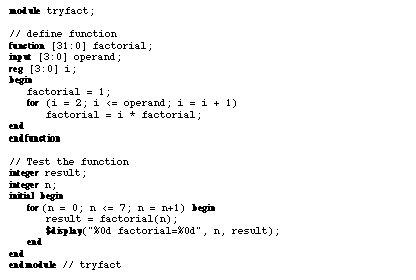 module tryfact;
// define function
function [31:0] factorial;
input [3:0] operand;
reg [3:0] i;
begin
factorial = 1;
for (i = 2; i <= operand; i = i + 1)
factorial = i * factorial;
end
endfunction
// Test the function
integer result;
integer n;
initial begin
for (n = 0; n <= 7; n = n+1) begin
result = factorial(n);
$display("%0d factorial=%0d", n, result);
end
end
endmodule // tryfact